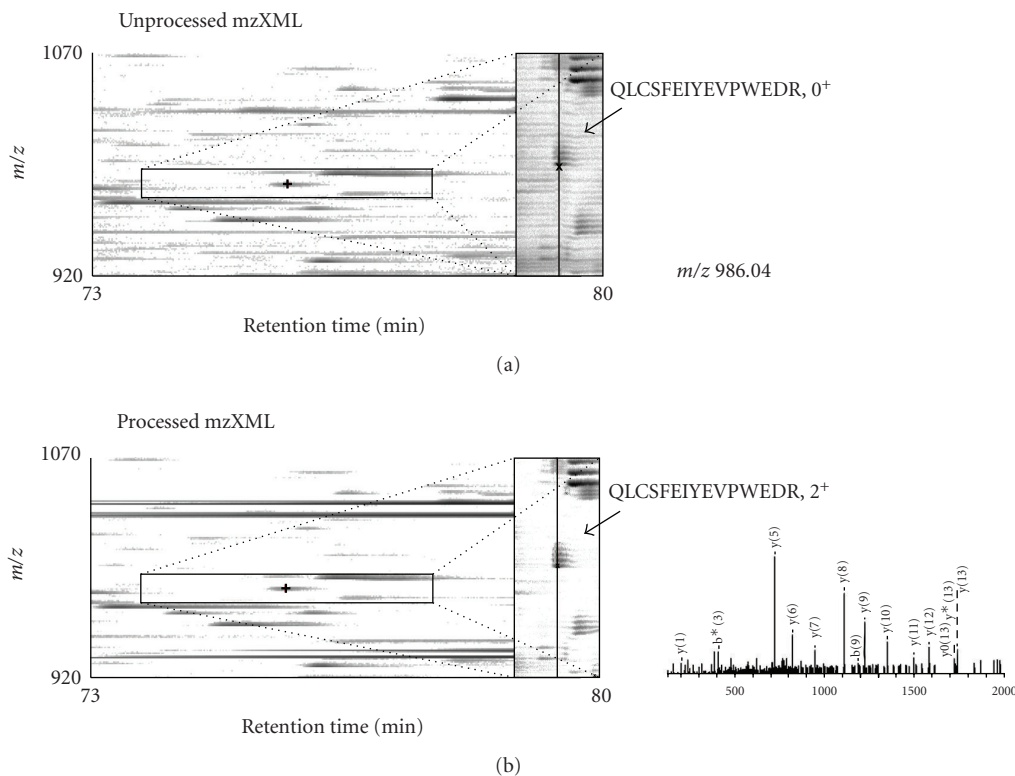 Unprocessed mzXML
1070
m/z
920
73
80
Retention time (min)
QLCSFEIYEVPWEDR, 0+
m/z 986.04
(a)
Processed mzXML
1070
m/z
920
73
80
Retention time (min)
QLCSFEIYEVPWEDR, 2+
y(1)
b* (3)
y(5)
y(6)
y(7)
y(8)
b(9)
y(9)
y(10)
y(11)
y(12)
y0(13)
y* (13)
y(13)
500
1000
1500
2000
(b)